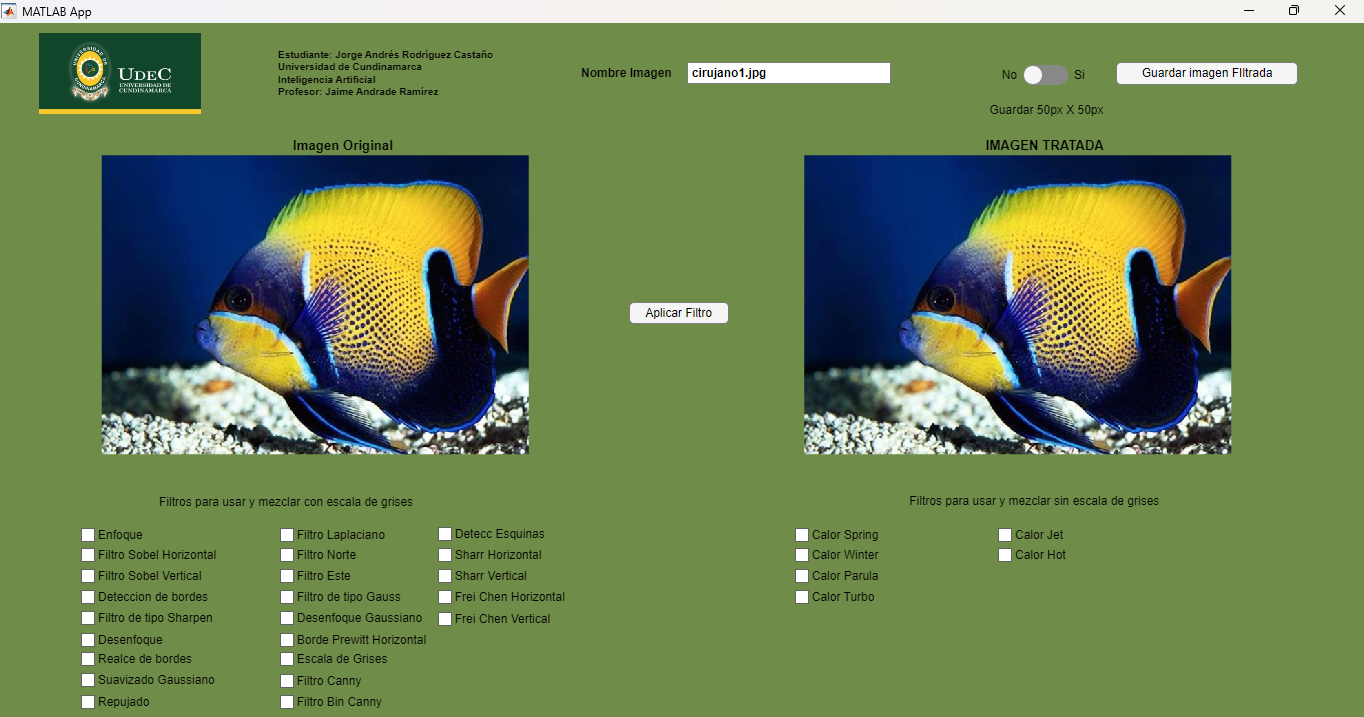 MATLAB App
UNIVERSIDAD DE
CUNDINAMARCA
UDEC
UNIVERSIDAD DE
CUNDINAMARCA
Estudiante: Jorge Andrés Rodríguez Castaño
Universidad de Cundinamarca
Inteligencia Artificial
Profesor: Jaime Andrade Ramírez
Nombre Imagen
cirujano1.jpg
No
Si
Guardar imagen FIltrada
Guardar 50px X 50px
Imagen Original
IMAGEN TRATADA
Aplicar Filtro
Filtros para usar y mezclar con escala de grises
Enfoque
Filtro Sobel Horizontal
Filtro Sobel Vertical
Deteccion de bordes
Filtro de tipo Sharpen
Desenfoque
Realce de bordes
Suavizado Gaussiano
Repujado
Filtro Laplaciano
Filtro Norte
Filtro Este
Filtro de tipo Gauss
Desenfoque Gaussiano
Borde Prewitt Horizontal
Escala de Grises
Filtro Canny
Filtro Bin Canny
Detecc Esquinas
Sharr Horizontal
Sharr Vertical
Frei Chen Horizontal
Frei Chen Vertical
Filtros para usar y mezclar sin escala de grises
Calor Spring
Calor Winter
Calor Parula
Calor Turbo
Calor Jet
Calor Hot